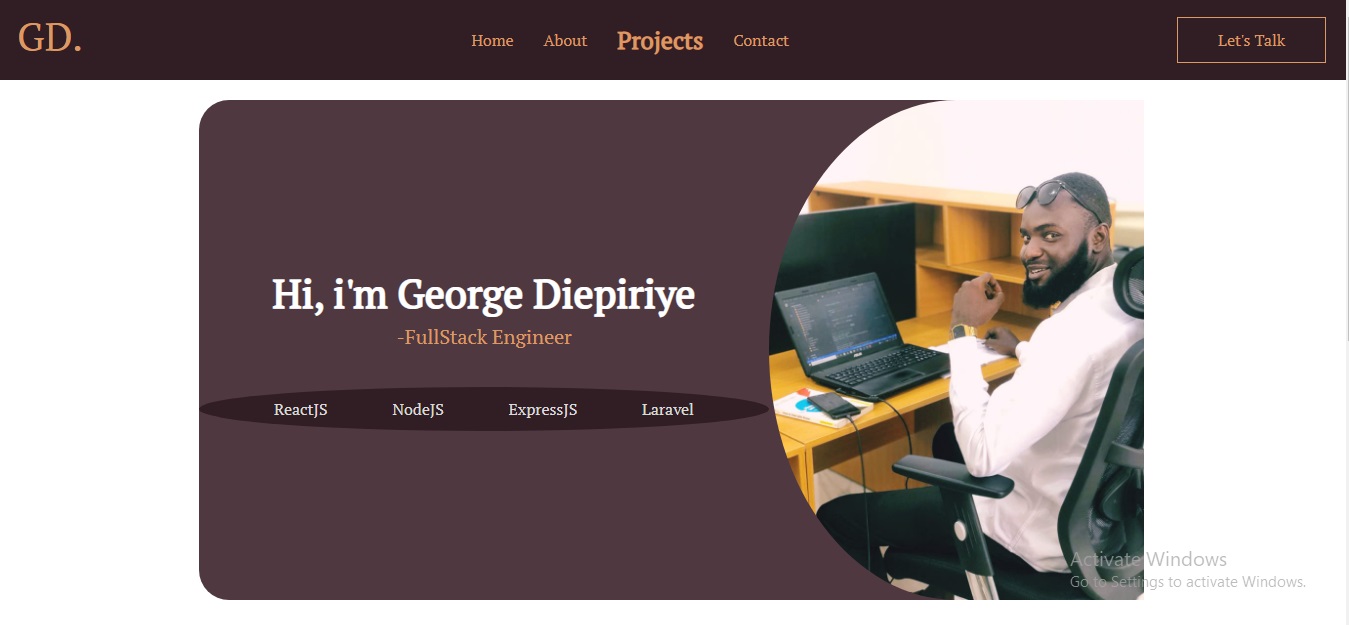 GD.
Home About Projects Contact
Let's Talk
Hi, i'm George Diepiriye
-FullStack Engineer
ReactJS NodeJS ExpressJS Laravel
Activate Windows
Go to Settings to activate Windows.